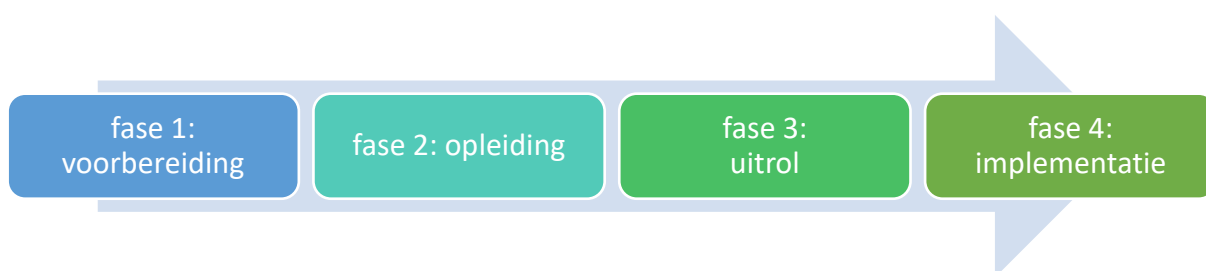 fase 1:
voorbereiding
fase 2: opleiding
fase 3:
uitrol
fase 4:
implementatie